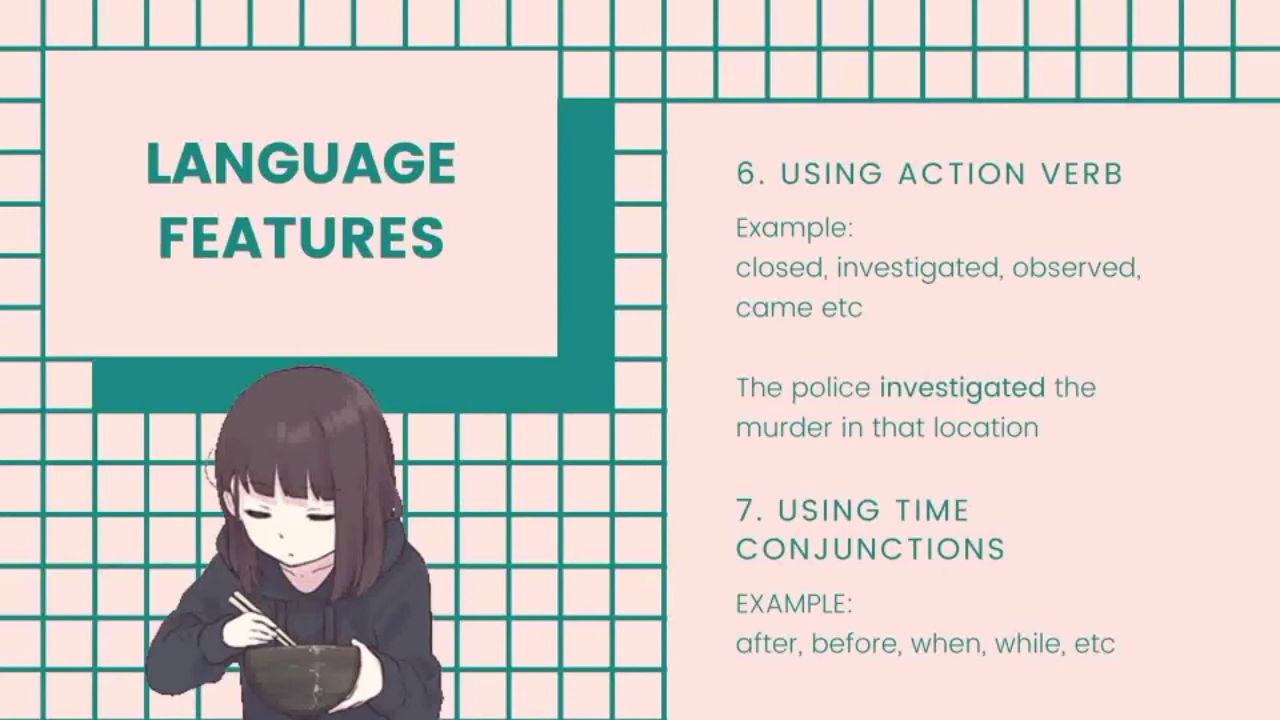 LANGUAGE
FEATURES
6. USING ACTION VERB
Example:
closed, investigated, observed,
came etc
The police investigated the
murder in that location
7. USING TIME
CONJUNCTIONS
EXAMPLE:
after, before, when, while, etc